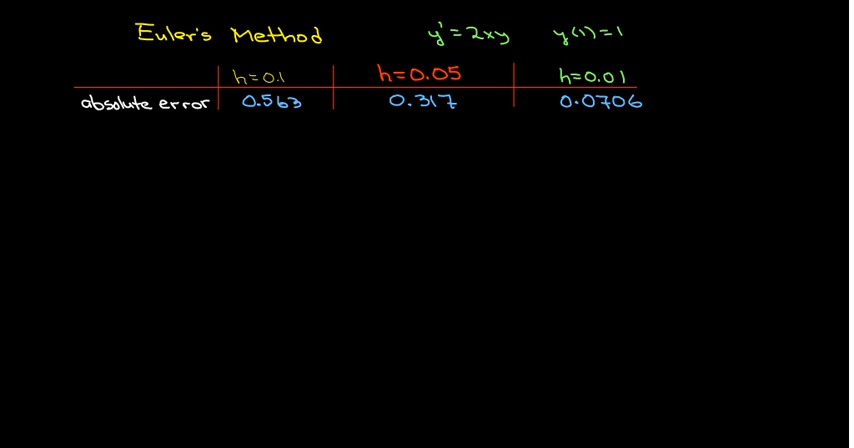 Euler's Method y' = 2xy y(1) = 1
h=0.1 h=0.05 h=0.01
absolute error 0.563 0.317 0.0706